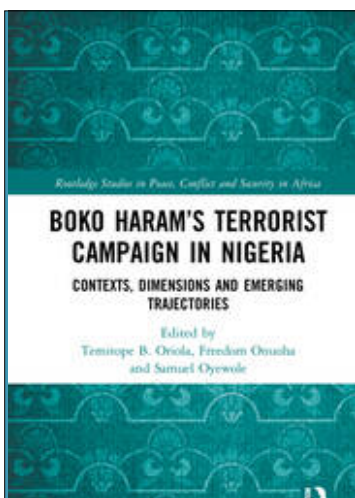 Routledge Studies in Peace, Conflict and Security in Africa
BOKO HARAM'S TERRORIST
CAMPAIGN IN NIGERIA
CONTEXTS, DIMENSIONS AND EMERGING
TRAJECTORIES
Edited by
Temitope B. Oriola, Freedom Onuoha
and Samuel Oyewole